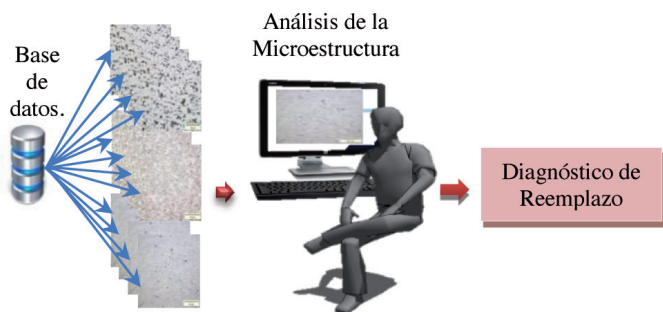 Base
de
datos.
Análisis de la
Microestructura
Diagnóstico de
Reemplazo